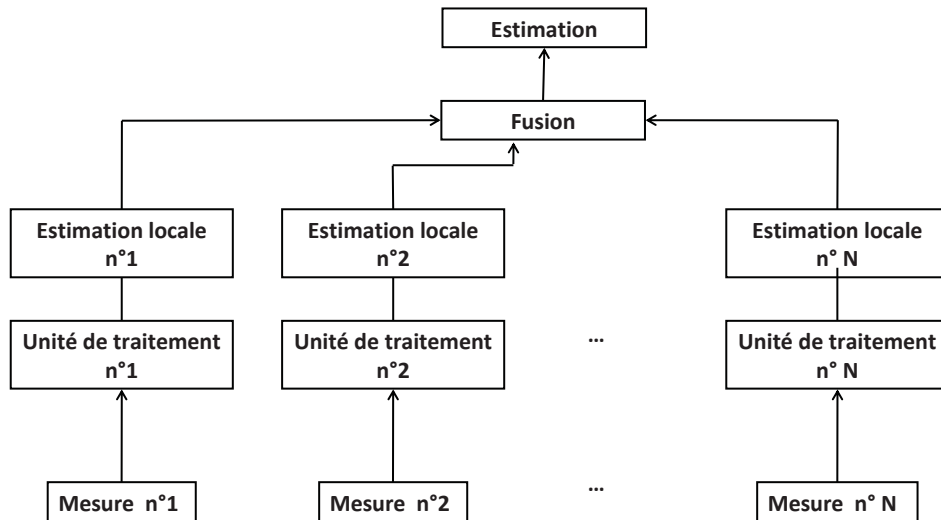 Estimation
Fusion
Estimation locale
n°1
Estimation locale
n°2
Estimation locale
n° N
Unité de traitement
n°1
Unité de traitement
n°2
...
Unité de traitement
n° N
Mesure n°1
Mesure n°2
...
Mesure n° N